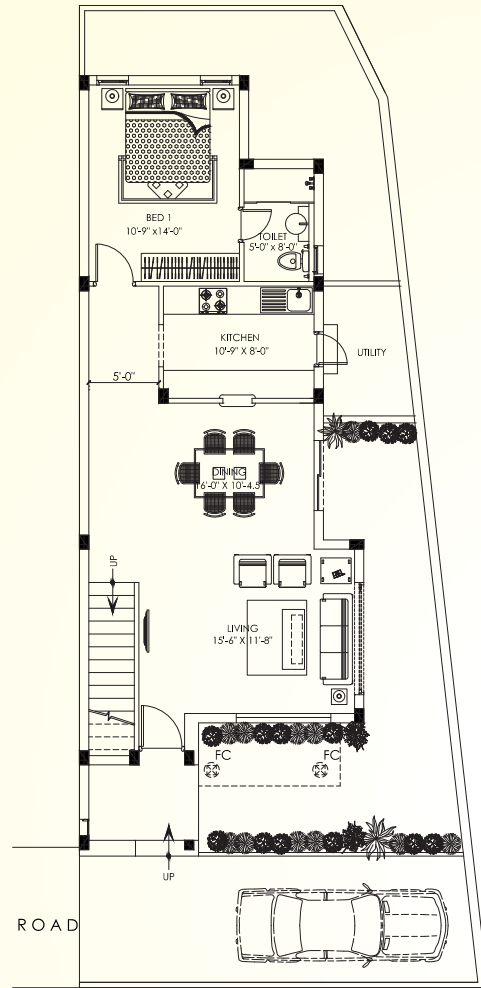 BED 1
10'-9" x14'-0"
TOILET
5'-0" x 8'-0"
KITCHEN
10'-9" X 8'-0"
UTILITY
5'-0"
DINING
16'-0" X 10'-4.5"
UP
LIVING
15'-6" X 11'-8"
FC
FC
UP
ROAD